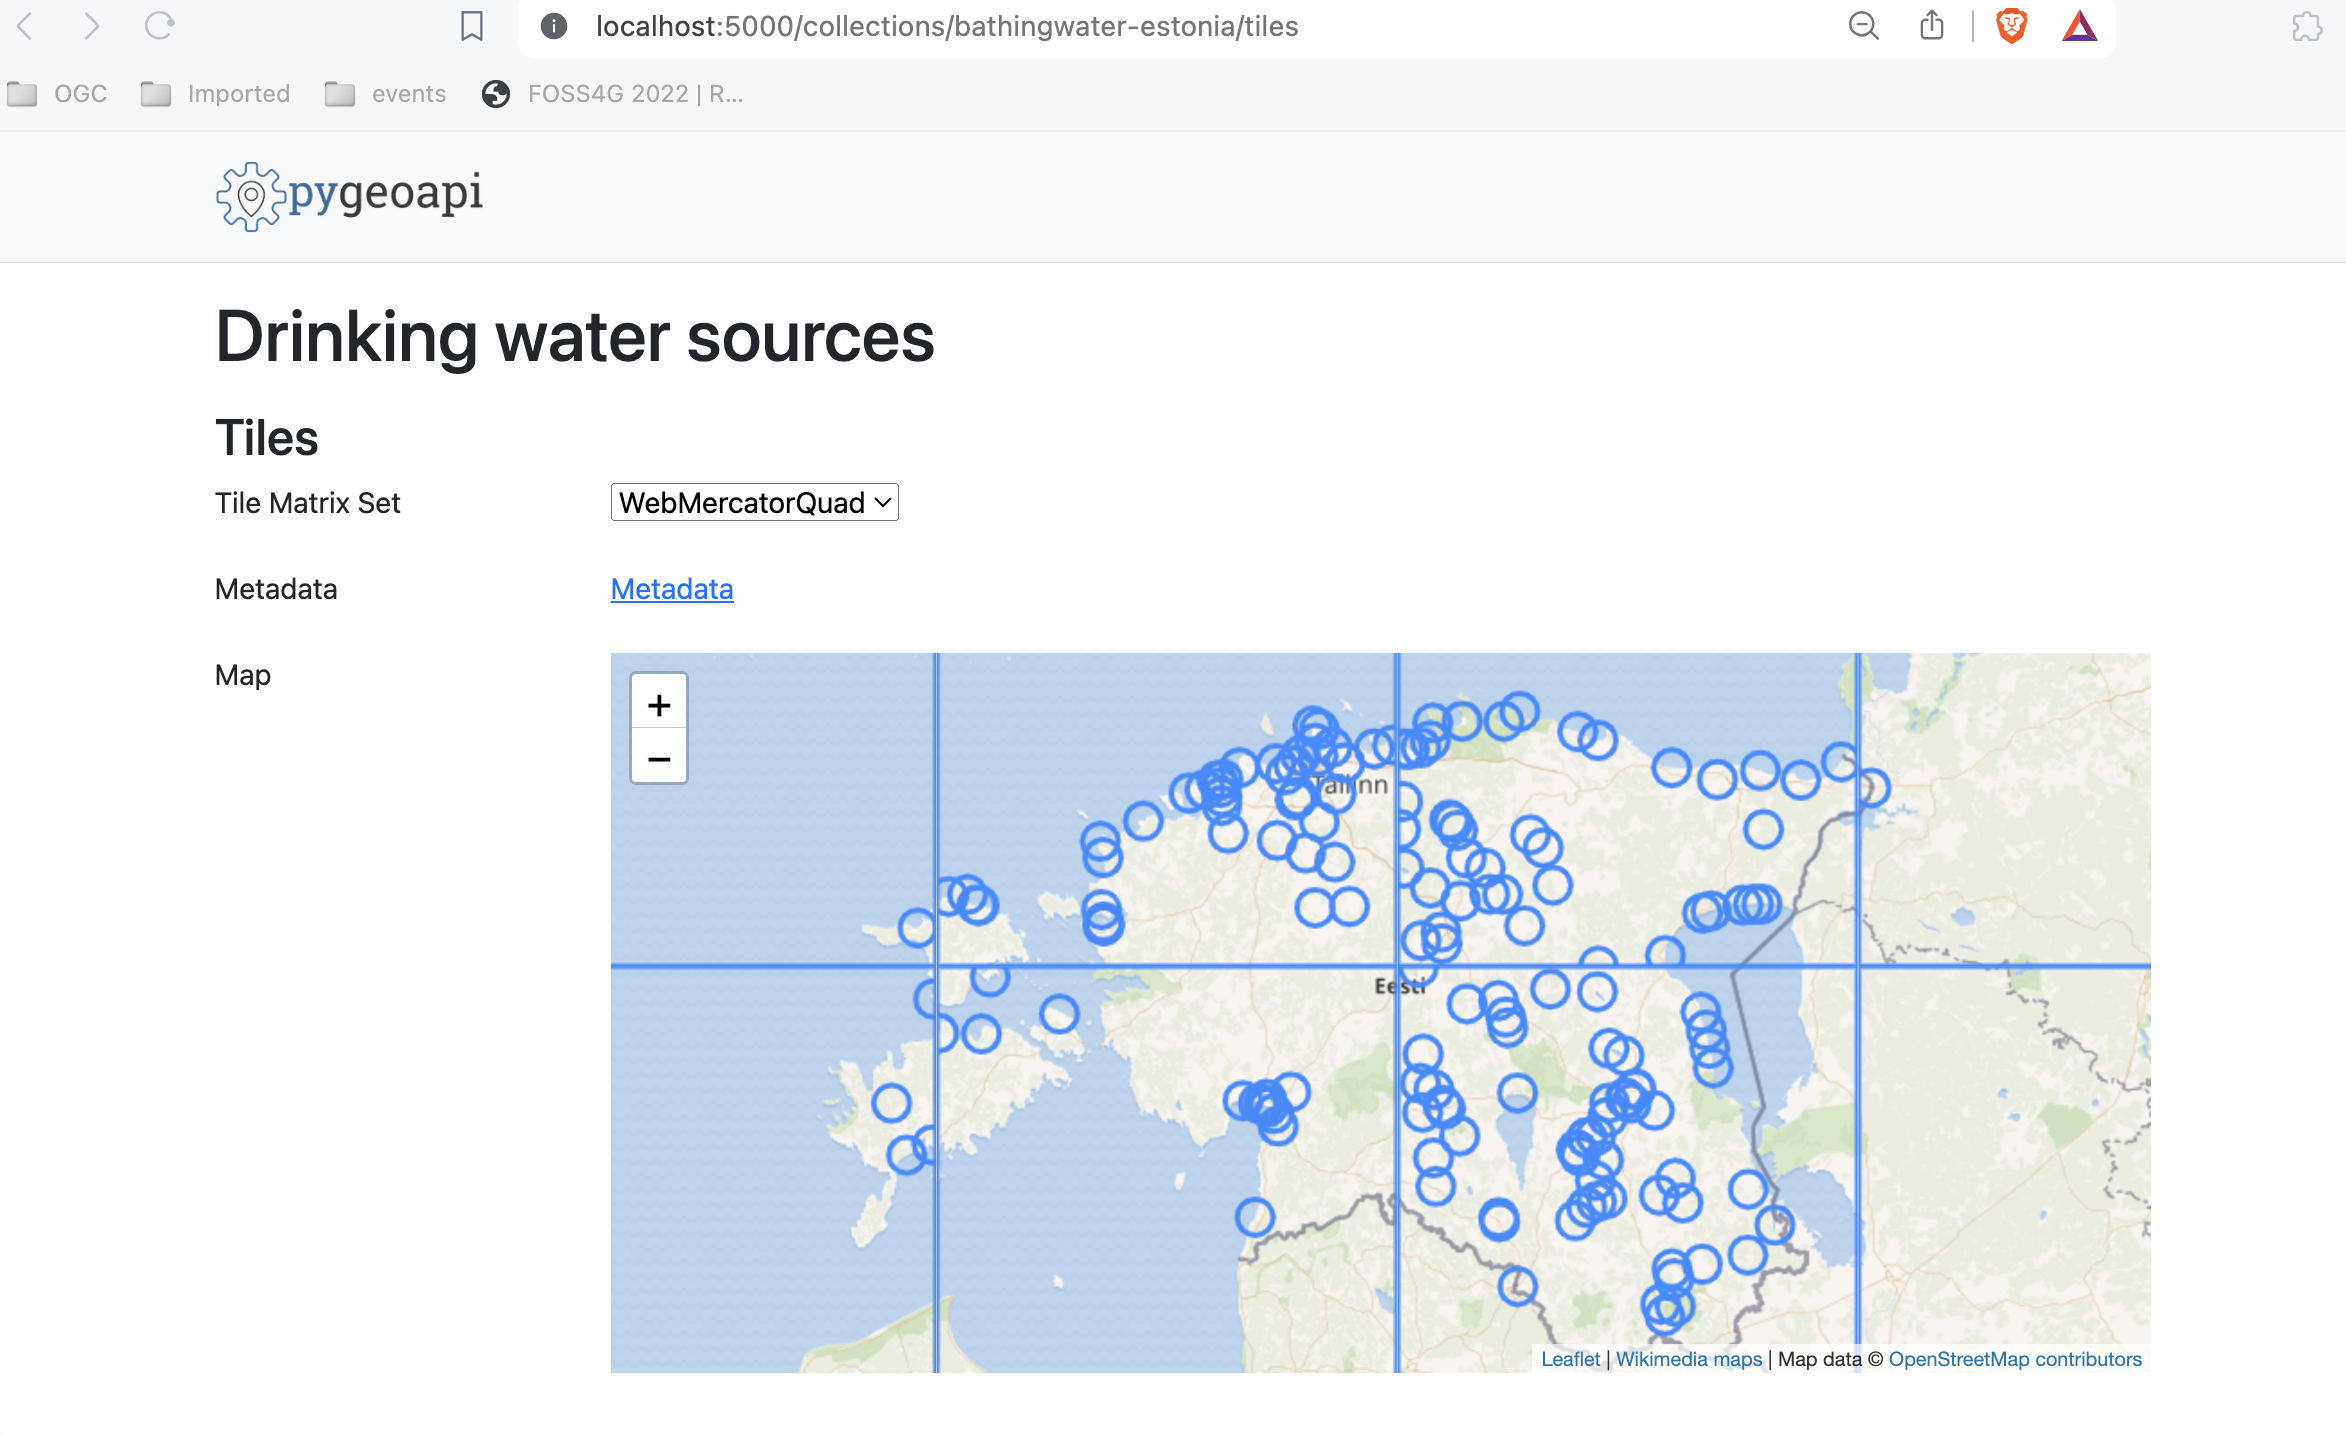 localhost:5000/collections/bathingwater-estonia/tiles
OGC Imported events FOSS4G 2022 | R...
pygeoapi
Drinking water sources
Tiles
Tile Matrix Set WebMercatorQuad
Metadata Metadata
Map
+
−
Tallinn
Eesti
Leaflet | Wikimedia maps | Map data © OpenStreetMap contributors